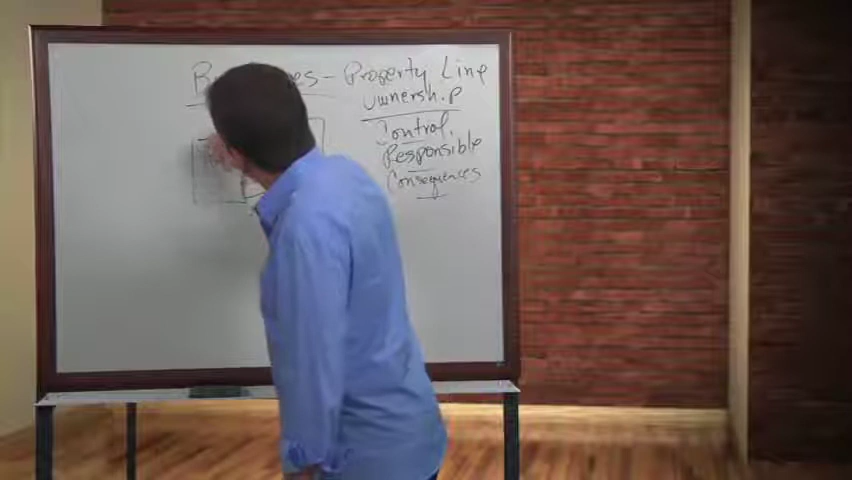 – Property Line
Ownership
Control,
Responsible
Consequences